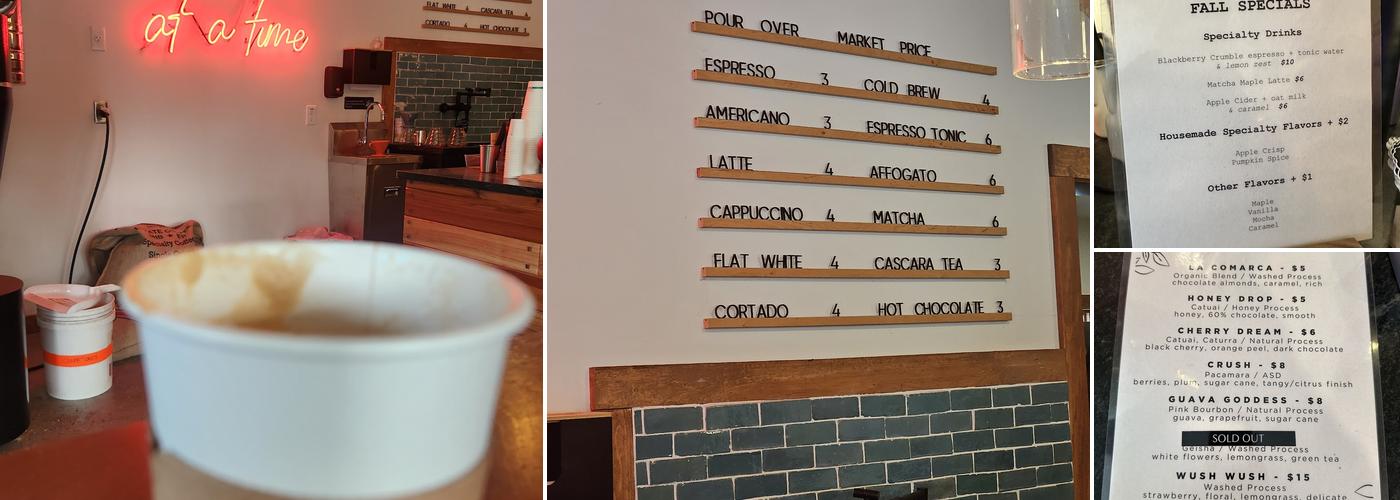 at a time
FLAT WHITE 4 CASCARA TEA
CORTADO 4 HOT CHOCOLATE 3
Specialty Coffee
POUR OVER MARKET PRICE
ESPRESSO 3 COLD BREW 4
AMERICANO 3 ESPRESSO TONIC 6
LATTE 4 AFFOGATO 6
CAPPUCCINO 4 MATCHA 6
FLAT WHITE 4 CASCARA TEA 3
CORTADO 4 HOT CHOCOLATE 3
FALL SPECIALS
Specialty Drinks
Blackberry Crumble espresso + tonic water
& lemon zest $10
Matcha Maple Latte $6
Apple Cider + oat milk
& caramel $6
Housemade Specialty Flavors + $2
Apple Crisp
Pumpkin Spice
Other Flavors + $1
Maple
Vanilla
Mocha
Caramel
LA COMARCA - $5
Organic Blend / Washed Process
chocolate almonds, caramel, rich
HONEY DROP - $5
Catuai / Honey Process
honey, 60% chocolate, smooth
CHERRY DREAM - $6
Catuai, Caturra / Natural Process
black cherry, orange peel, dark chocolate
CRUSH - $8
Pacamara / ASD
berries, plum, sugar cane, tangy/citrus finish
GUAVA GODDESS - $8
Pink Bourbon / Natural Process
guava, grapefruit, sugar cane
SOLD OUT
Geisha / Washed Process
white flowers, lemongrass, green tea
WUSH WUSH - $15
Washed Process
strawberry, floral, lemongrass, delicate